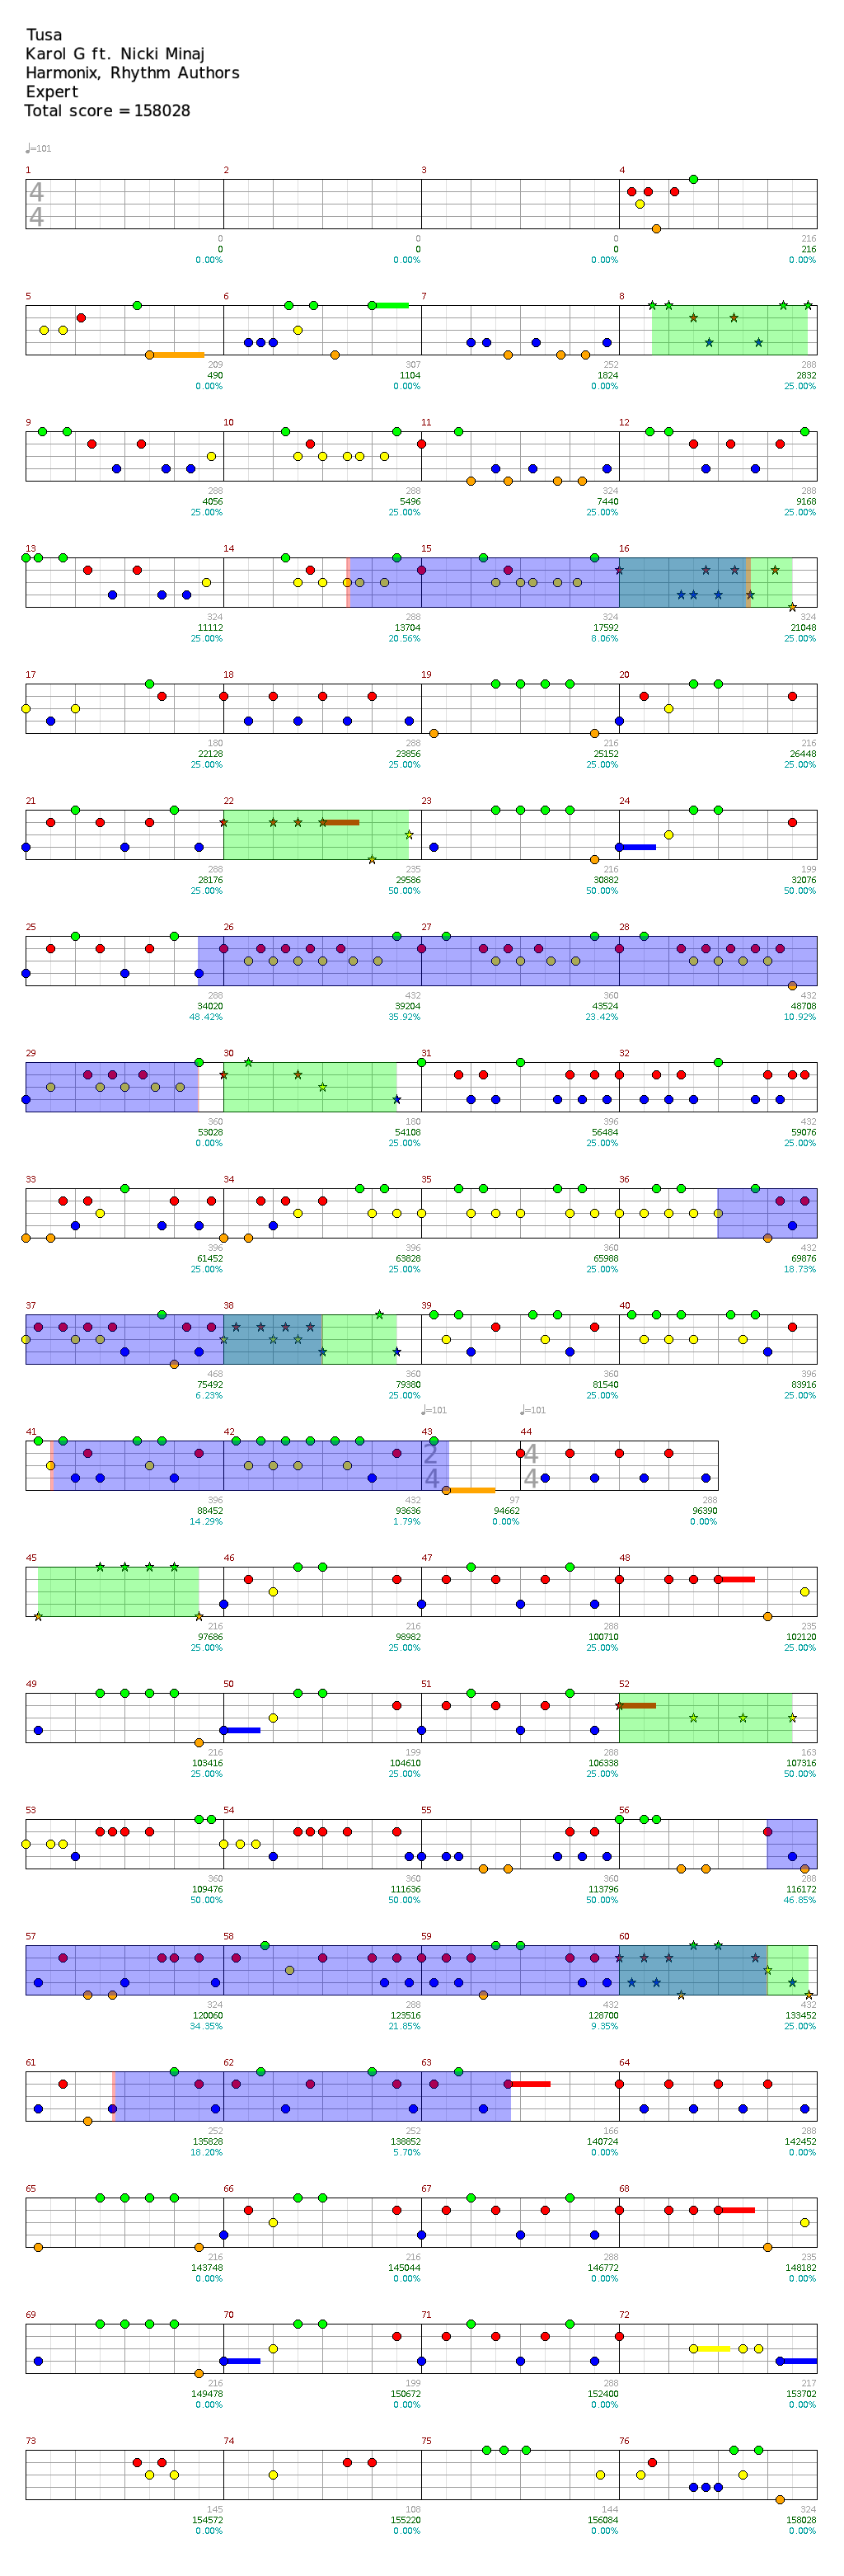 Tusa
Karol G ft. Nicki Minaj
Harmonix, Rhythm Authors
Expert
Total score = 158028
♩=101
1 2 3 4
4
4
0 0 0 216
0 0 0 216
0.00% 0.00% 0.00% 0.00%
5 6 7 8
209 307 252 288
490 1104 1824 2832
0.00% 0.00% 0.00% 25.00%
9 10 11 12
288 288 324 288
4056 5496 7440 9168
25.00% 25.00% 25.00% 25.00%
13 14 15 16
324 288 324 324
11112 13704 17592 21048
25.00% 20.56% 8.06% 25.00%
17 18 19 20
180 288 216 216
22128 23856 25152 26448
25.00% 25.00% 25.00% 25.00%
21 22 23 24
288 235 216 199
28176 29586 30882 32076
25.00% 50.00% 50.00% 50.00%
25 26 27 28
288 432 360 432
34020 39204 43524 48708
48.42% 35.92% 23.42% 10.92%
29 30 31 32
360 180 396 432
53028 54108 56484 59076
0.00% 25.00% 25.00% 25.00%
33 34 35 36
396 396 360 432
61452 63828 65988 69876
25.00% 25.00% 25.00% 18.73%
37 38 39 40
468 360 360 396
75492 79380 81540 83916
6.23% 25.00% 25.00% 25.00%
♩=101 ♩=101
41 42 43 44
2 4
4 4
396 432 97 288
88452 93636 94662 96390
14.29% 1.79% 0.00% 0.00%
45 46 47 48
216 216 288 235
97686 98982 100710 102120
25.00% 25.00% 25.00% 25.00%
49 50 51 52
216 199 288 163
103416 104610 106338 107316
25.00% 25.00% 25.00% 50.00%
53 54 55 56
360 360 360 288
109476 111636 113796 116172
50.00% 50.00% 50.00% 46.85%
57 58 59 60
324 288 432 432
120060 123516 128700 133452
34.35% 21.85% 9.35% 25.00%
61 62 63 64
252 252 166 288
135828 138852 140724 142452
18.20% 5.70% 0.00% 0.00%
65 66 67 68
216 216 288 235
143748 145044 146772 148182
0.00% 0.00% 0.00% 0.00%
69 70 71 72
216 199 288 217
149478 150672 152400 153702
0.00% 0.00% 0.00% 0.00%
73 74 75 76
145 108 144 324
154572 155220 156084 158028
0.00% 0.00% 0.00% 0.00%